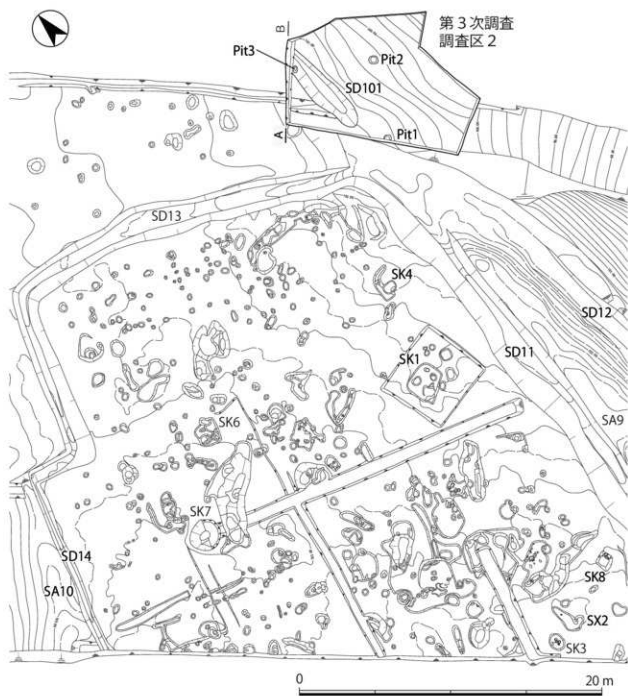 第３次調査
調査区２
Pit3
Pit2
SD101
Pit1
B
A
SD13
SK4
SD12
SK1
SD11
SA9
SK6
SK7
SD14
SK8
SA10
SX2
SK3
0
20 m